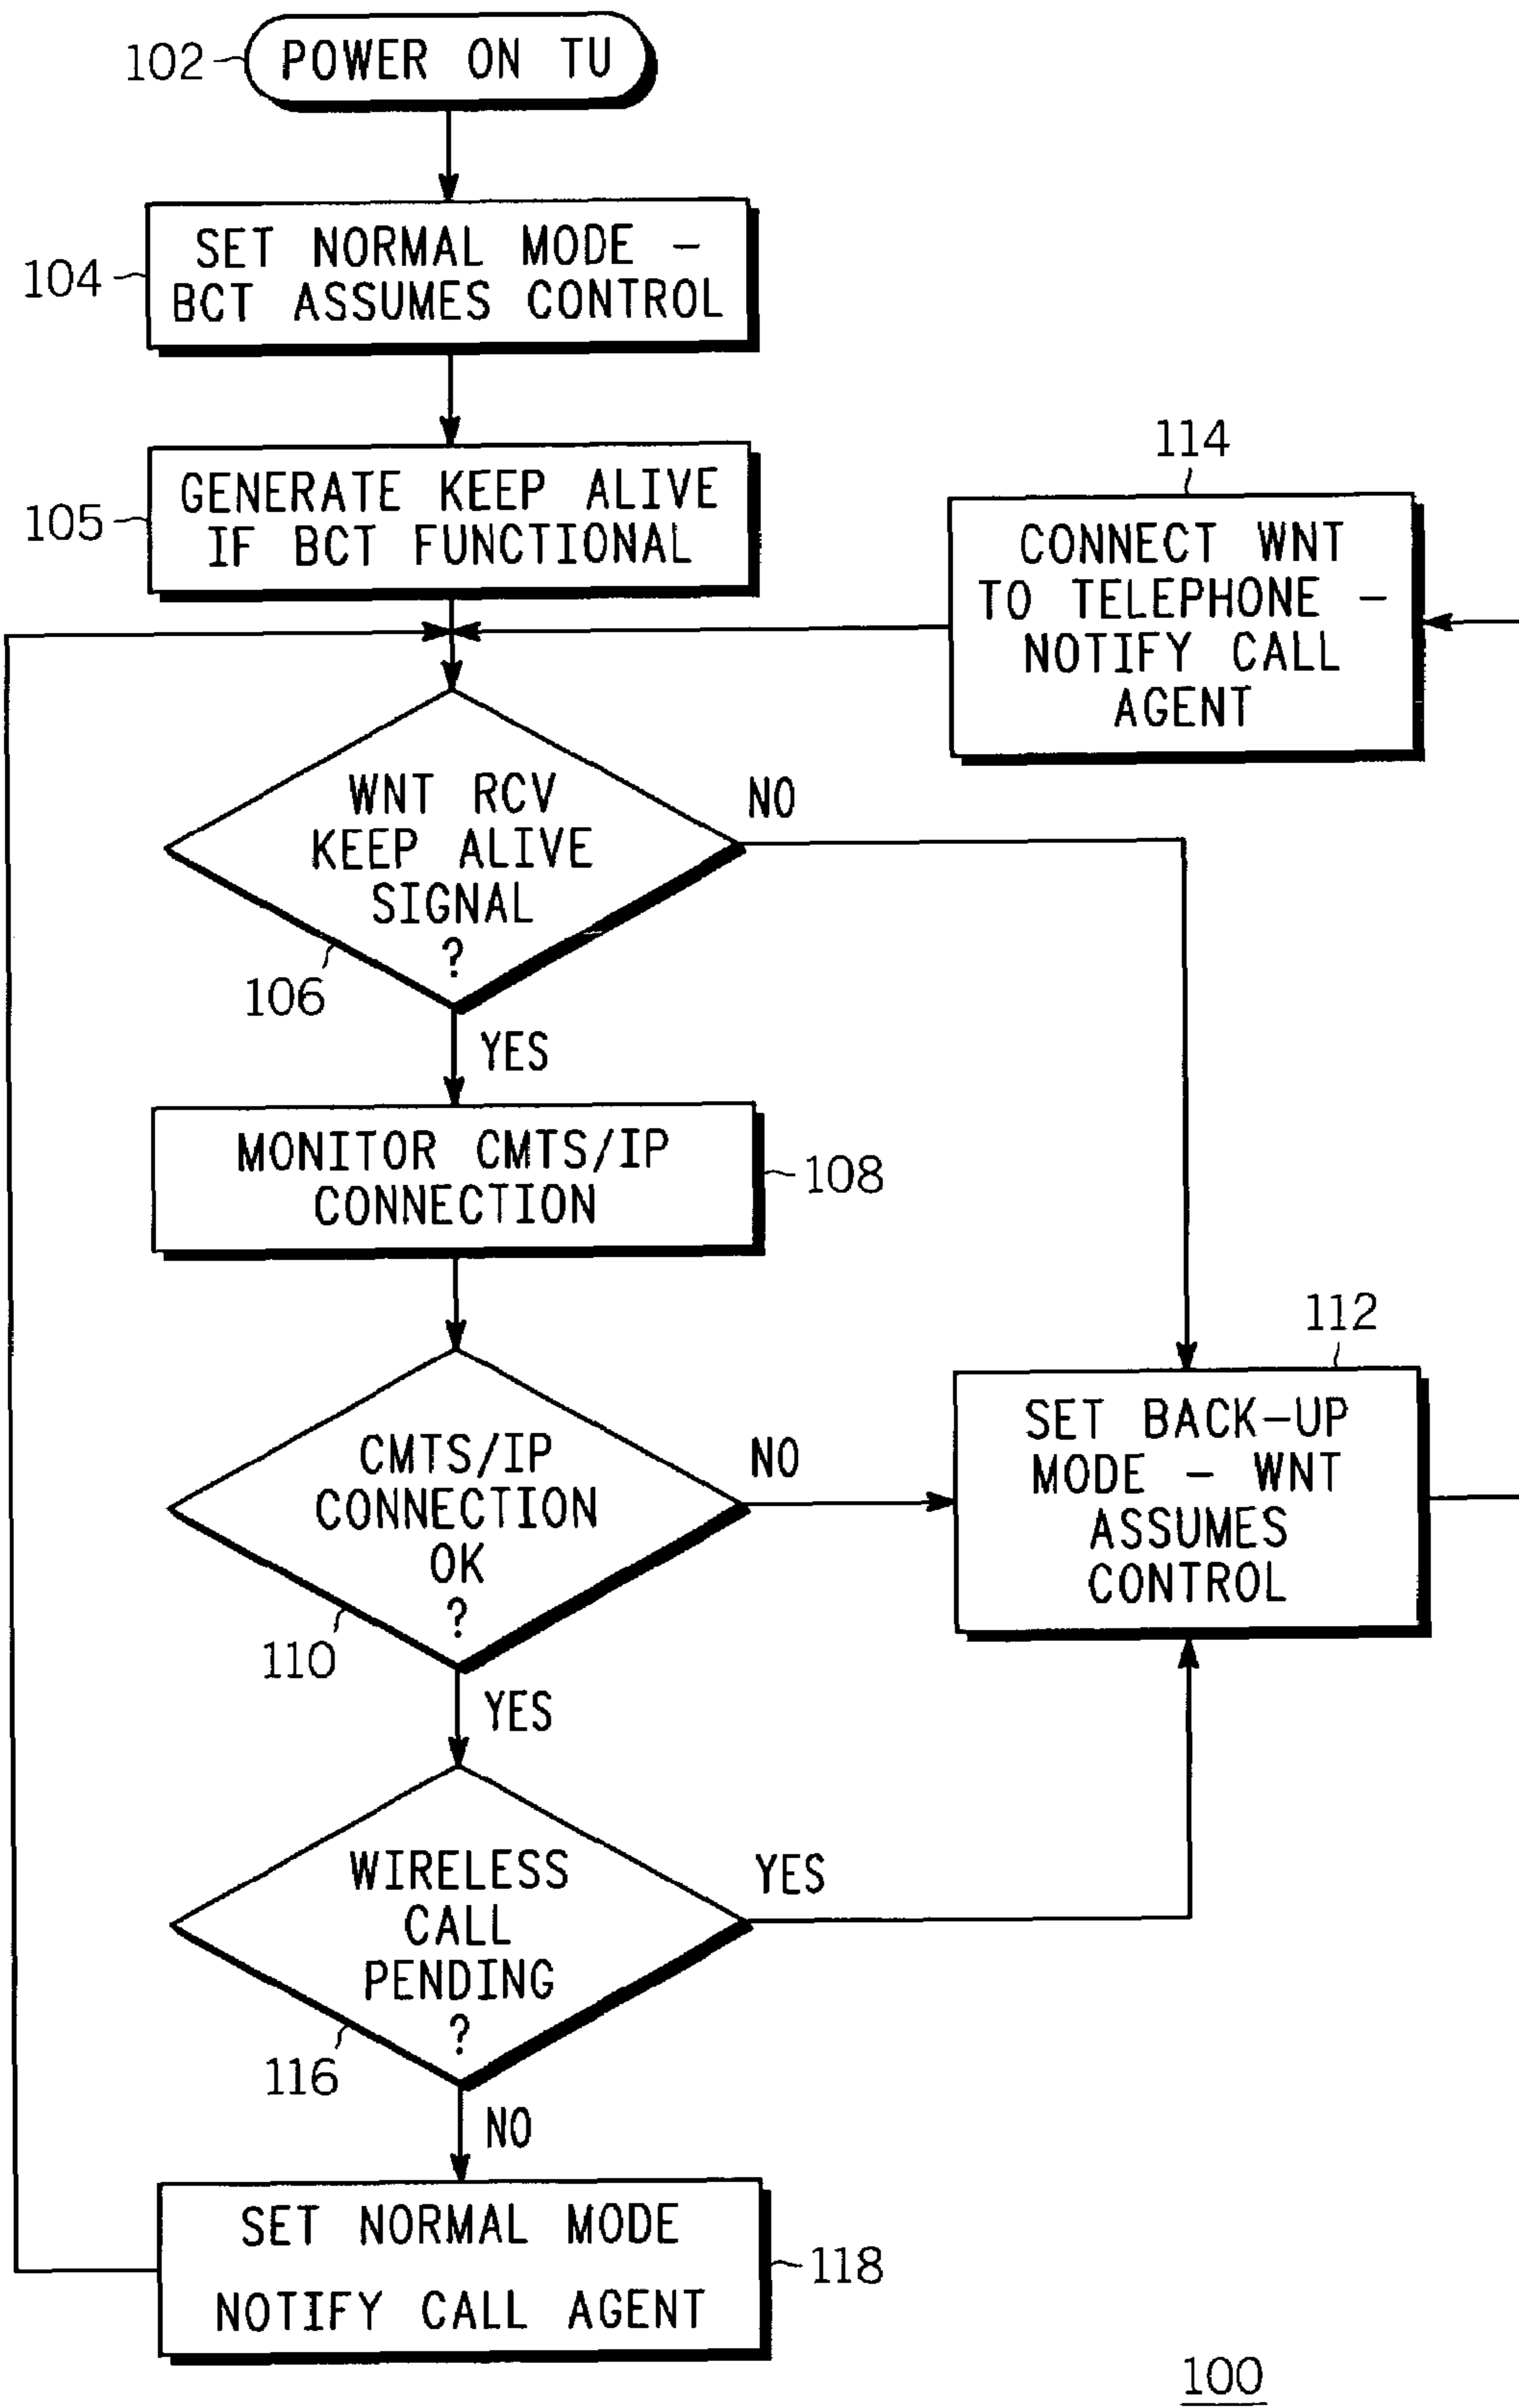 102
POWER ON TU
104
SET NORMAL MODE -
BCT ASSUMES CONTROL
105
GENERATE KEEP ALIVE
IF BCT FUNCTIONAL
114
CONNECT WNT
TO TELEPHONE -
NOTIFY CALL
AGENT
WNT RCV
KEEP ALIVE
SIGNAL
?
106
NO
YES
MONITOR CMTS/IP
CONNECTION
108
CMTS/IP
CONNECTION
OK
?
110
NO
YES
112
SET BACK-UP
MODE - WNT
ASSUMES
CONTROL
WIRELESS
CALL
PENDING
?
116
YES
NO
SET NORMAL MODE
NOTIFY CALL AGENT
118
100